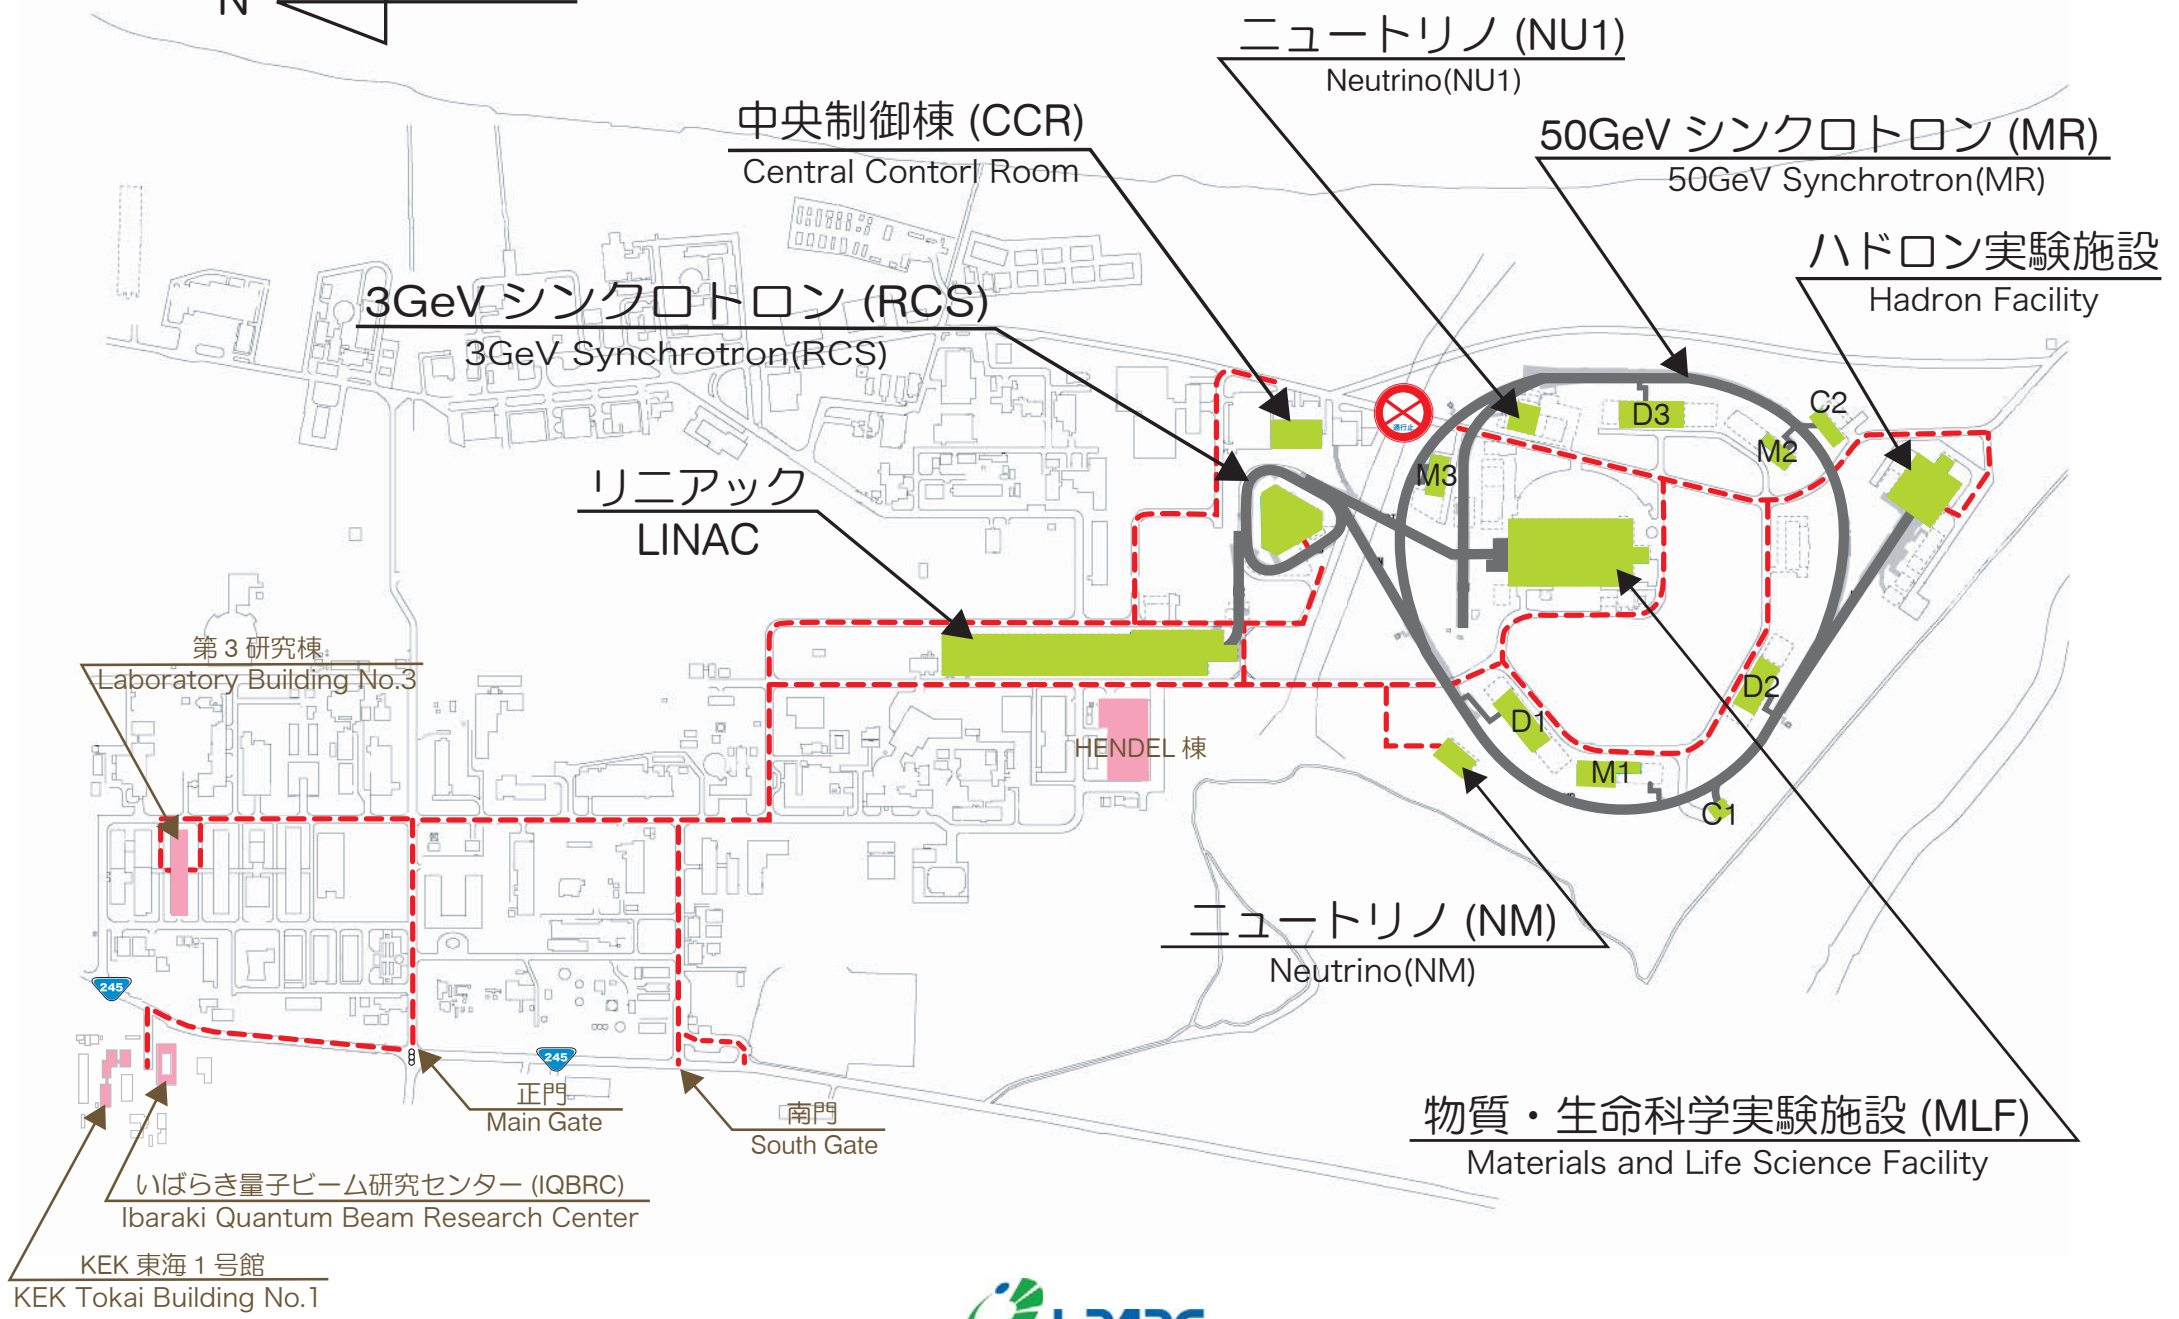 N
ニュートリノ (NU1)
Neutrino(NU1)
中央制御棟 (CCR)
Central Contorl Room
50GeV シンクロトロン (MR)
50GeV Synchrotron(MR)
ハドロン実験施設
Hadron Facility
3GeV シンクロトロン (RCS)
3GeV Synchrotron(RCS)
通行止
D3
C2
M2
M3
リニアック
LINAC
第 3 研究棟
Laboratory Building No.3
D2
D1
HENDEL 棟
M1
C1
ニュートリノ (NM)
Neutrino(NM)
245
245
正門
Main Gate
南門
South Gate
物質・生命科学実験施設 (MLF)
Materials and Life Science Facility
いばらき量子ビーム研究センター (IQBRC)
Ibaraki Quantum Beam Research Center
KEK 東海 1 号館
KEK Tokai Building No.1